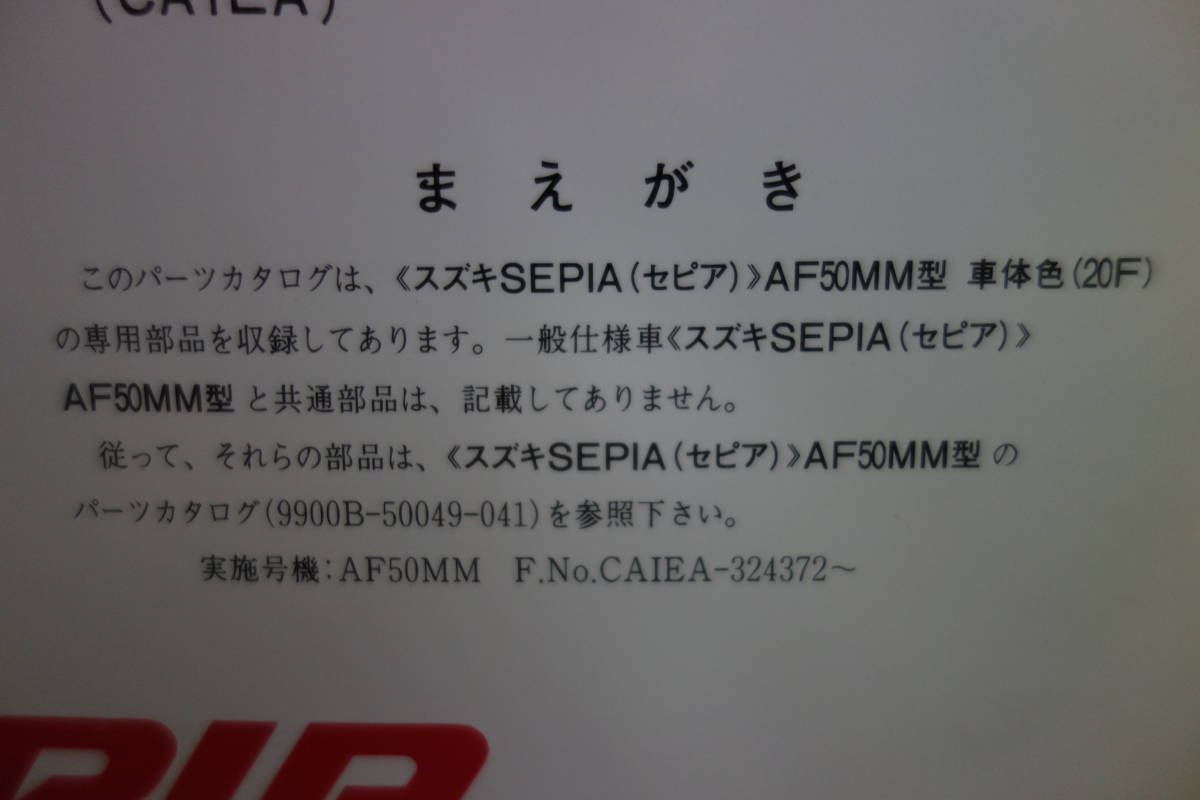 (CA1EA)
まえがき
このパーツカタログは、《スズキSEPIA(セピア)》AF50MM型 車体色(20F)
の専用部品を収録してあります。一般仕様車《スズキSEPIA(セピア)》
AF50MM型 と共通部品は、記載してありません。
従って、それらの部品は、《スズキSEPIA(セピア)》AF50MM型 の
パーツカタログ(9900B-50049-041)を参照下さい。
実施号機:AF50MM F.No.CAIEA-324372~